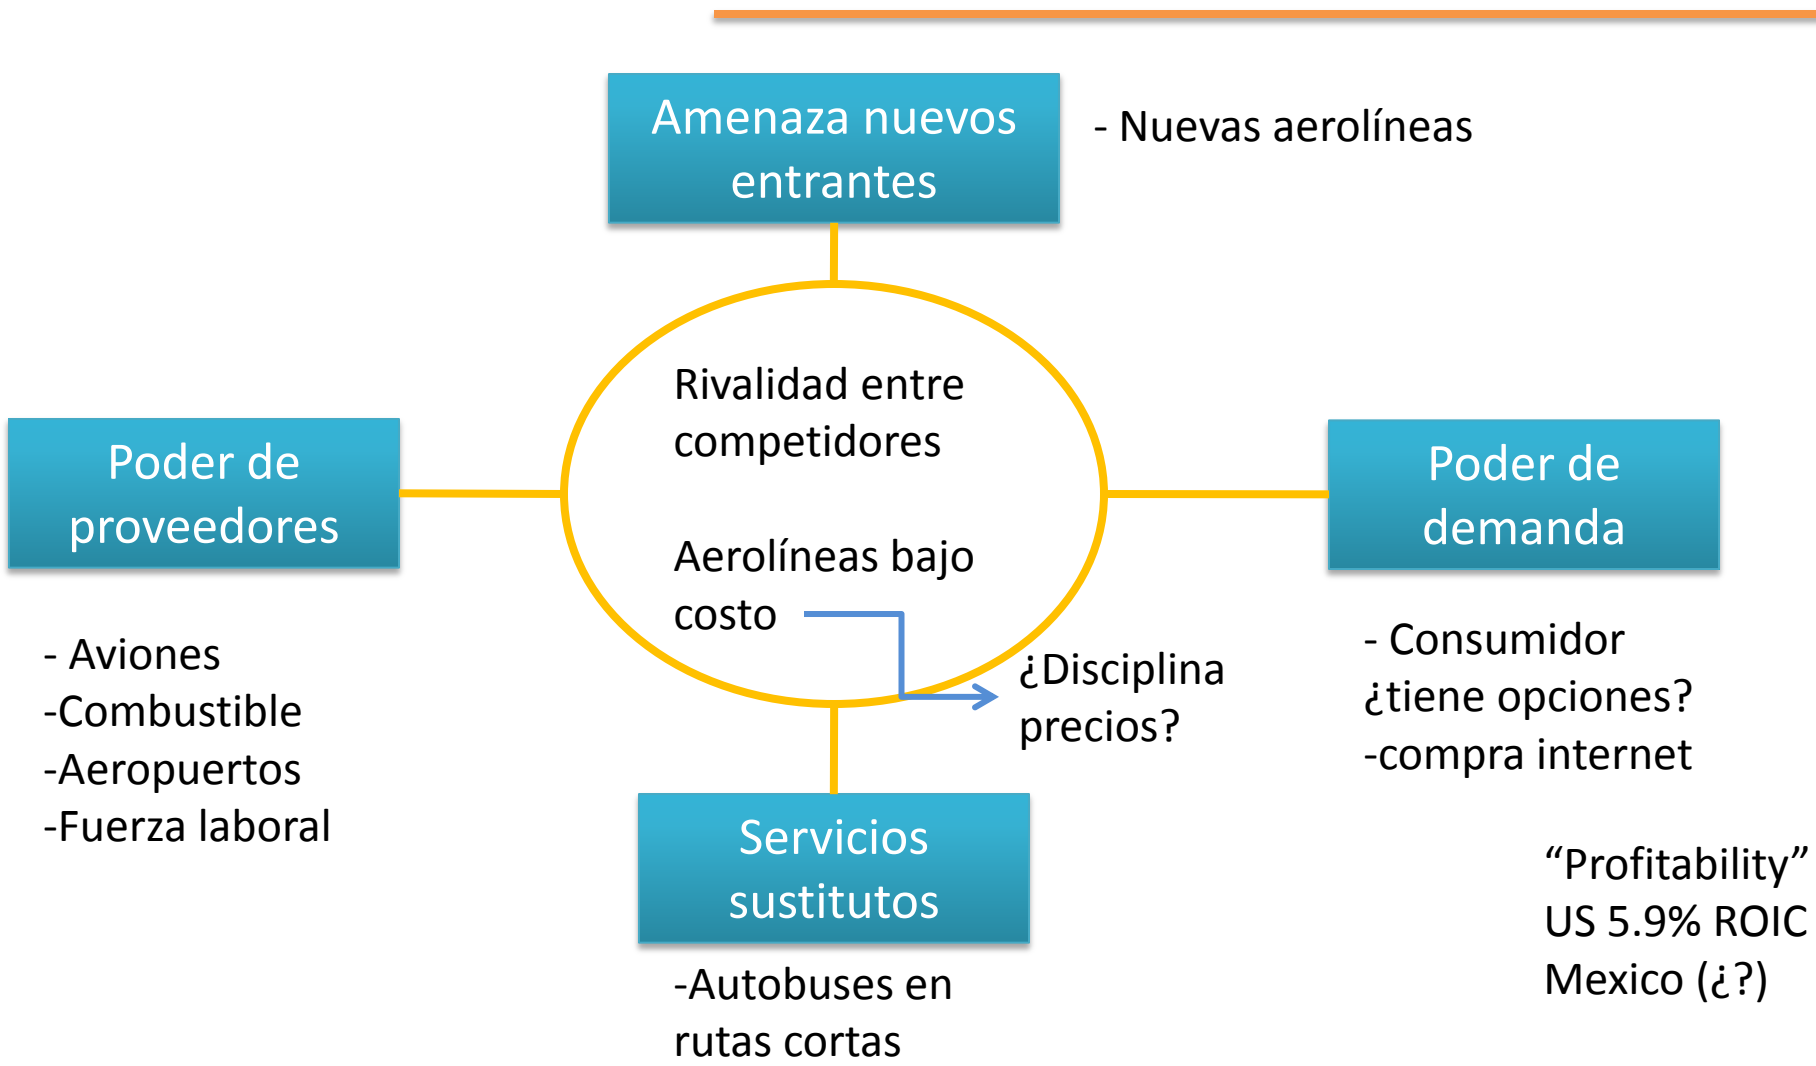 Amenaza nuevos
entrantes
- Nuevas aerolíneas
Rivalidad entre
competidores
Aerolíneas bajo
costo
¿Disciplina
precios?
Poder de
proveedores
- Aviones
-Combustible
-Aeropuertos
-Fuerza laboral
Poder de
demanda
- Consumidor
¿tiene opciones?
-compra internet
Servicios
sustitutos
-Autobuses en
rutas cortas
“Profitability”
US 5.9% ROIC
Mexico (¿?)